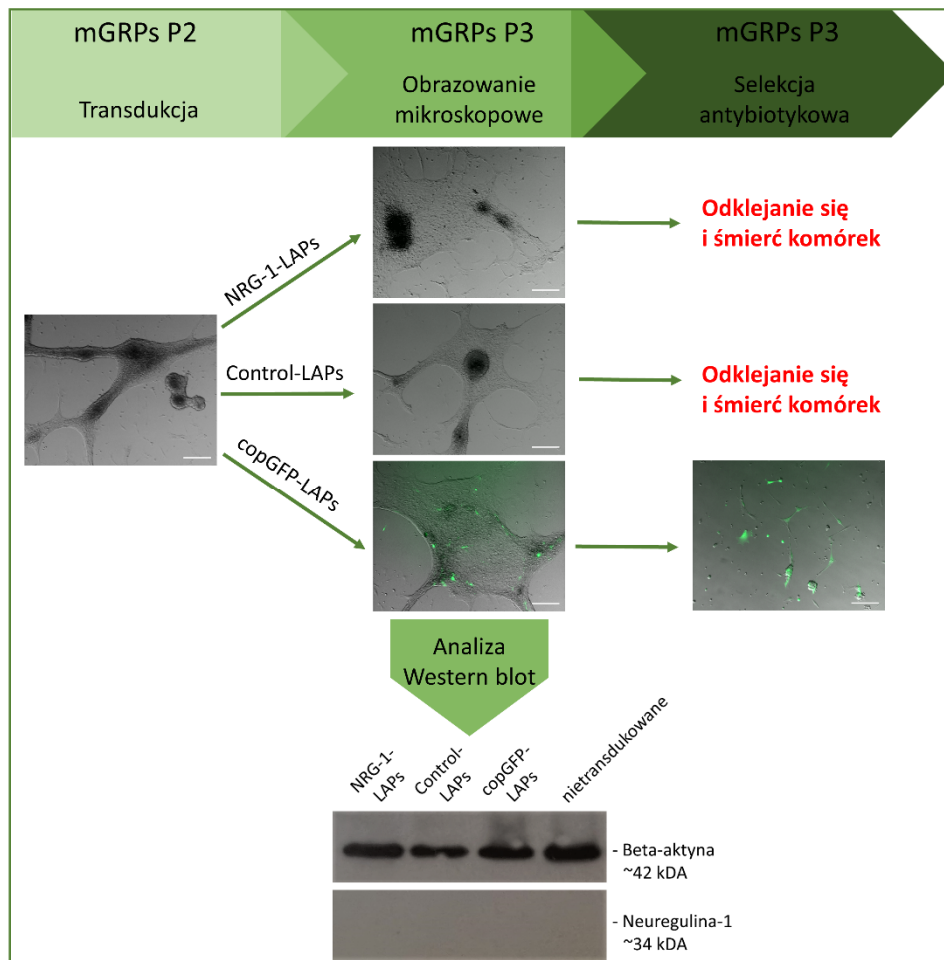 mGRPs P2
Transdukcja
mGRPs P3
Obrazowanie
mikroskopowe
mGRPs P3
Selekcja
antybiotykowa
NRG-1-LAPs
Control-LAPs
copGFP-LAPs
Odklejanie się
i śmierć komórek
Odklejanie się
i śmierć komórek
Analiza
Western blot
NRG-1-
LAPs
Control-
LAPs
copGFP-
LAPs
nietransdukowane
- Beta-aktyna
~42 kDA
- Neuregulina-1
~34 kDA